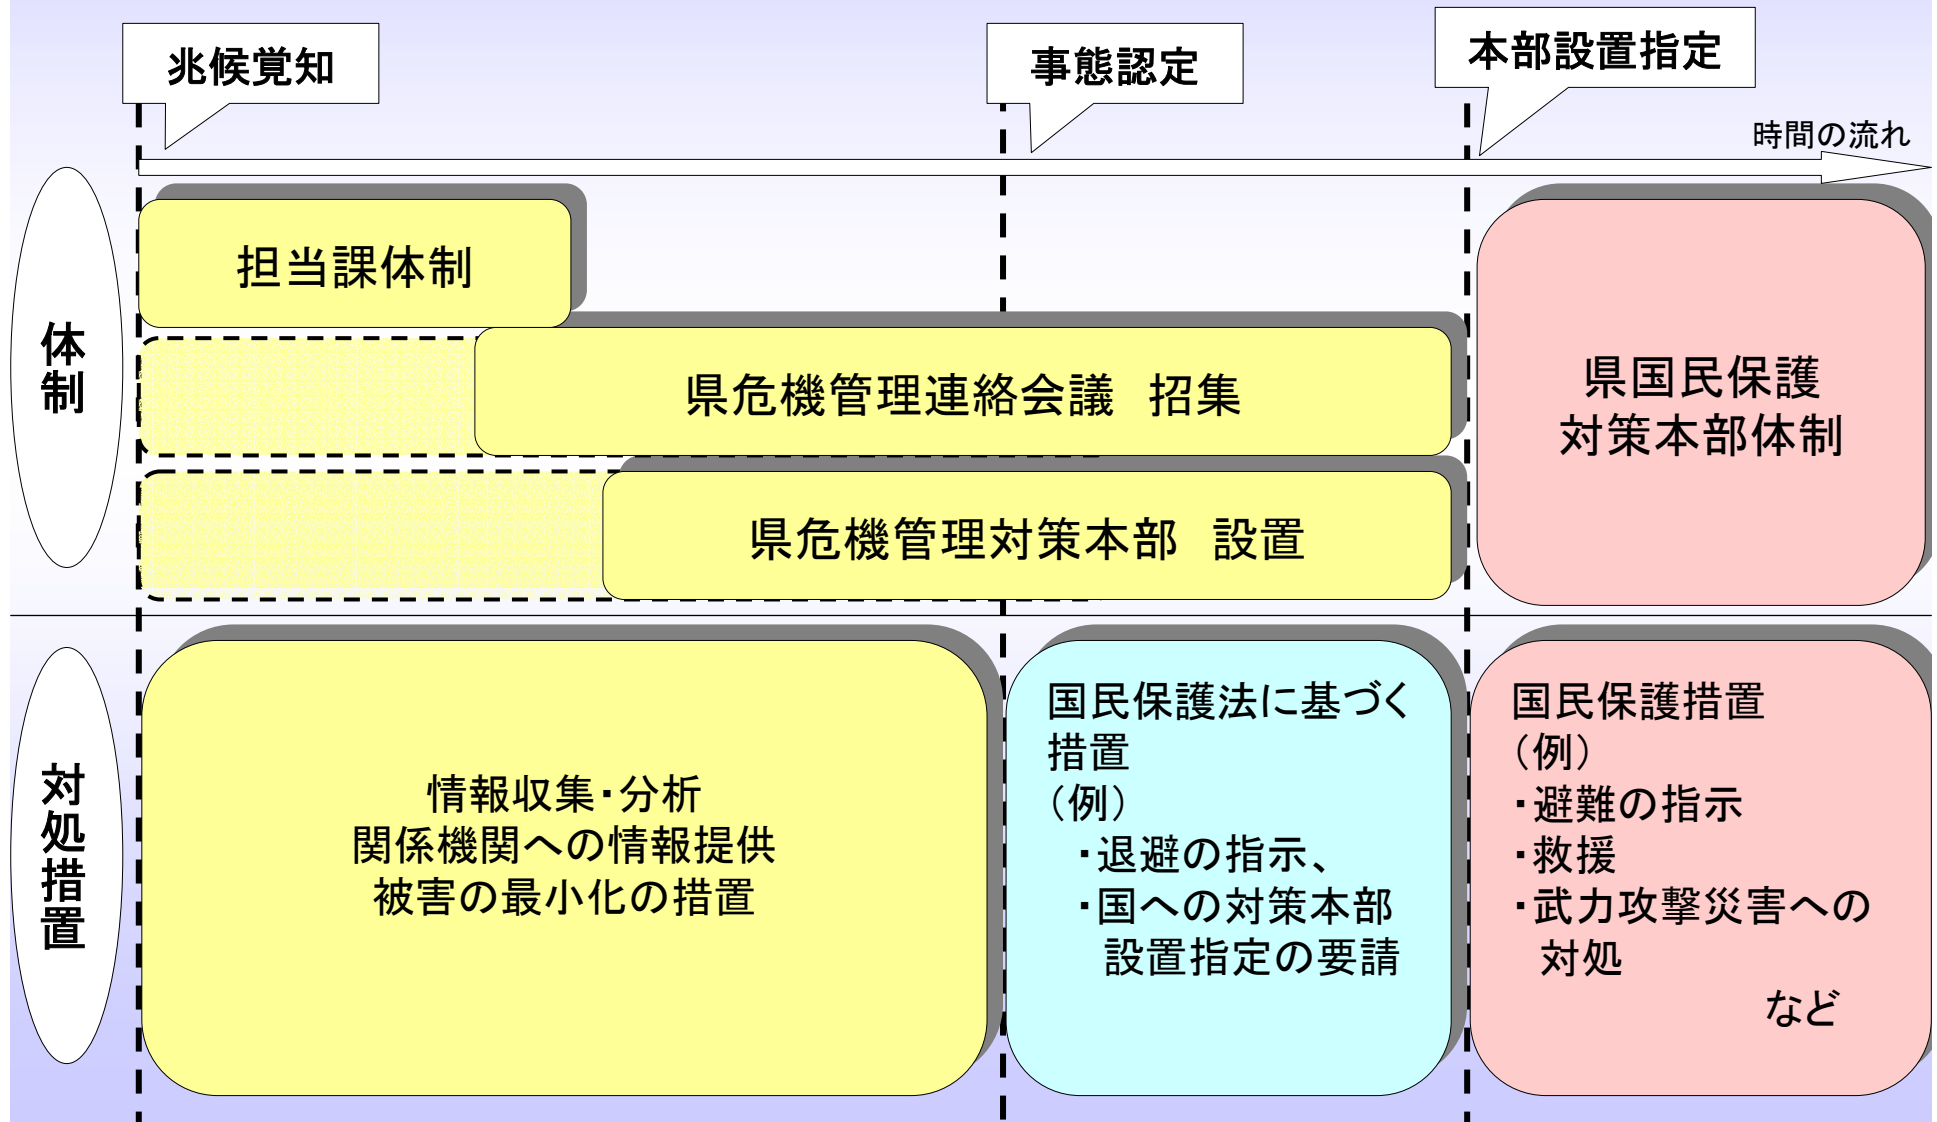 兆候覚知
事態認定
本部設置指定
時間の流れ
体制
担当課体制
県危機管理連絡会議　招集
県危機管理対策本部　設置
県国民保護
対策本部体制
対処措置
情報収集・分析
関係機関への情報提供
被害の最小化の措置
国民保護法に基づく
措置
（例）
・退避の指示、
・国への対策本部
設置指定の要請
国民保護措置
（例）
・避難の指示
・救援
・武力攻撃災害への
対処
など